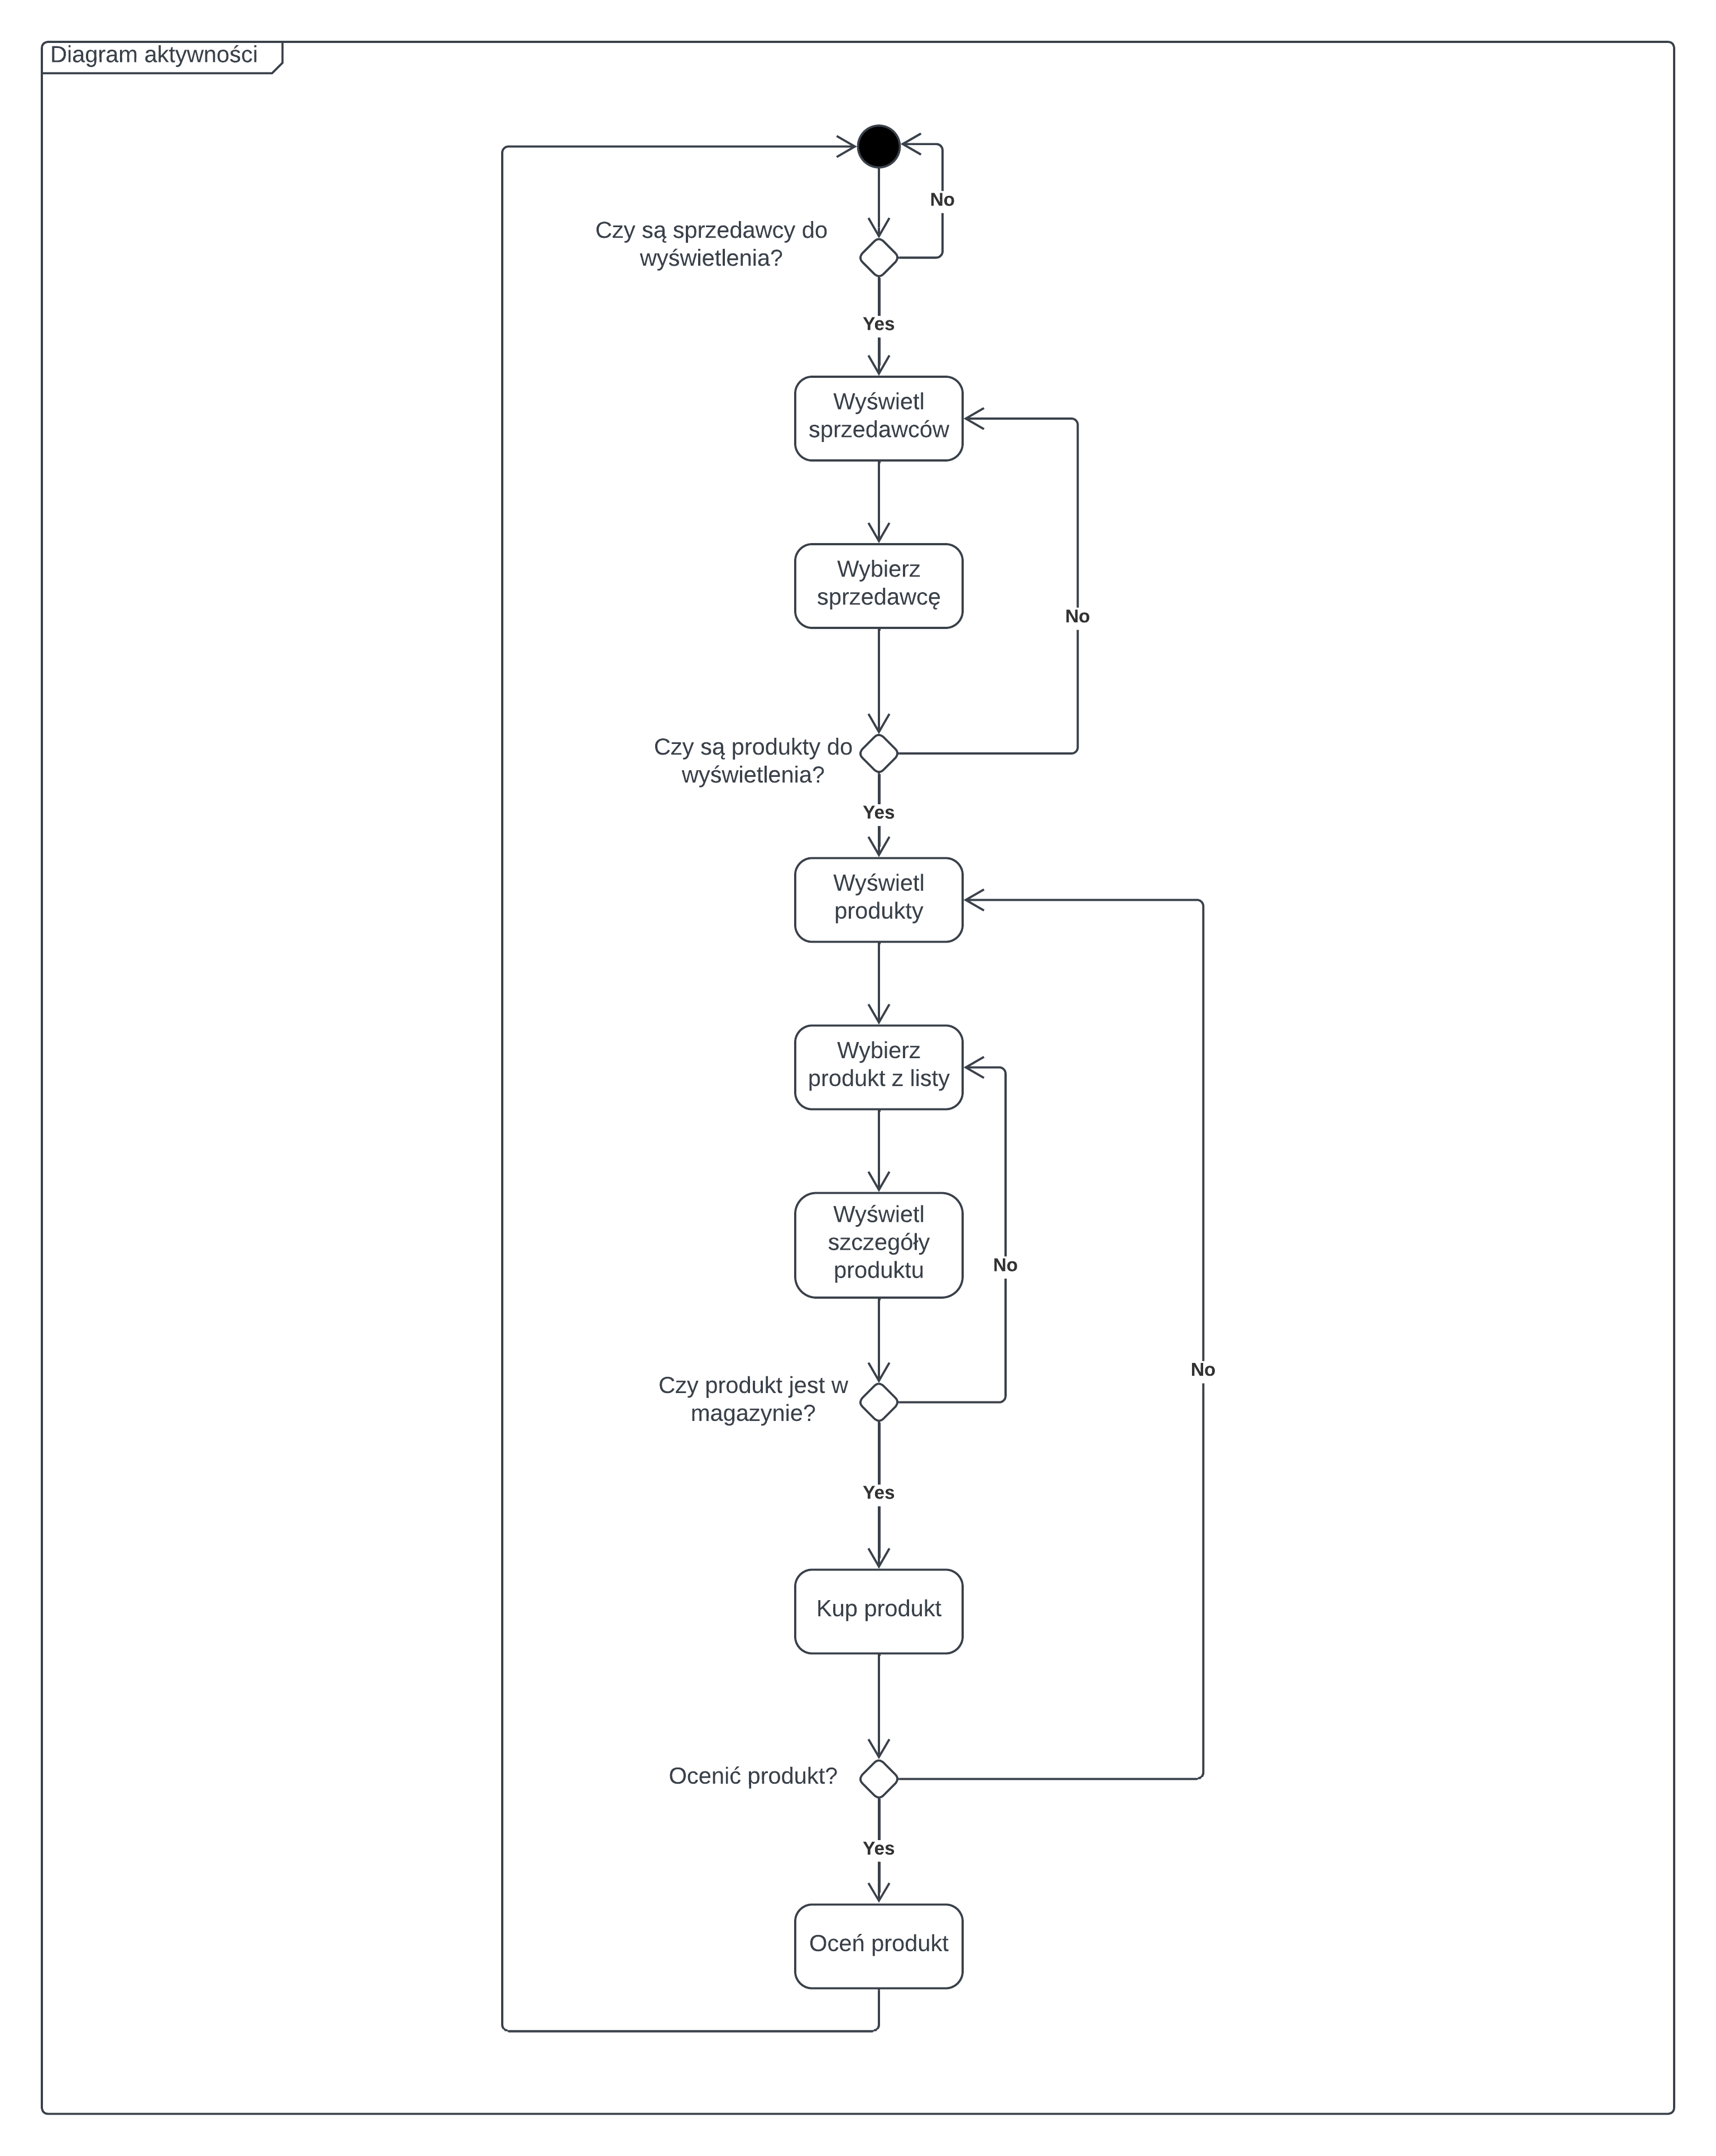 Diagram aktywności
No
Czy są sprzedawcy do
wyświetlenia?
Yes
Wyświetl
sprzedawców
Wybierz
sprzedawcę
No
Czy są produkty do
wyświetlenia?
Yes
Wyświetl
produkty
Wybierz
produkt z listy
Wyświetl
szczegóły
produktu
No
No
Czy produkt jest w
magazynie?
Yes
Kup produkt
Ocenić produkt?
Yes
Oceń produkt